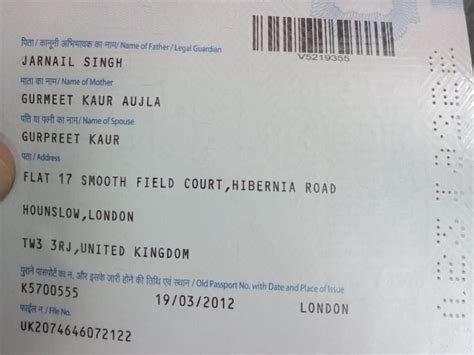 पिता / कानूनी अभिभावक का नाम / Name of Father / Legal Guardian
V5219355
JARNAIL SINGH
माता का नाम / Name of Mother
GURMEET KAUR AUJLA
पति या पत्नी का नाम / Name of Spouse
GURPREET KAUR
पता / Address
FLAT 17 SMOOTH FIELD COURT,HIBERNIA ROAD
HOUNSLOW,LONDON
TW3 3RJ,UNITED KINGDOM
पुराने पासपोर्ट का नं. और इसके जारी होने की तिथि एवं स्थान / Old Passport No. with Date and Place of Issue
K5700555 19/03/2012 LONDON
फाईल नं. / File No.
UK2074646072122